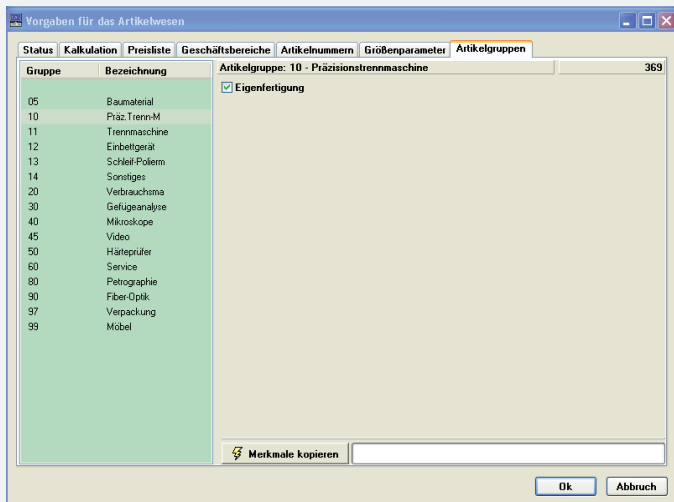 Vorgaben für das Artikelwesen
Status Kalkulation Preisliste Geschäftsbereiche Artikelnummern Größenparameter Artikelgruppen
Gruppe Bezeichnung
Artikelgruppe: 10 - Präzisionstrennmaschine 369
Eigenfertigung
05 Baumaterial
10 Präz.Trenn-M
11 Trennmaschine
12 Einbettgerät
13 Schleif-Polierm
14 Sonstiges
20 Verbrauchsma
30 Gefügeanalyse
40 Mikroskope
45 Video
50 Härteprüfer
60 Service
80 Petrographie
90 Fiber-Optik
97 Verpackung
99 Möbel
Merkmale kopieren
Ok Abbruch